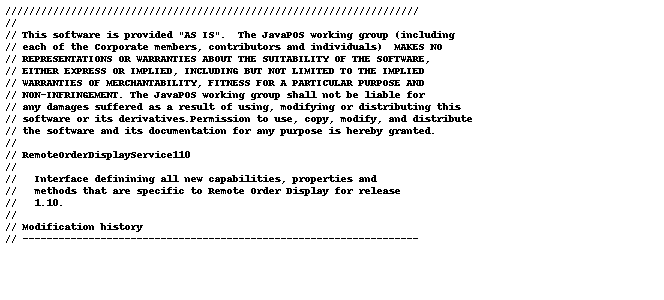 //////////////////////////////////////////////////////////////////////
//
// This software is provided "AS IS".  The JavaPOS working group (including
// each of the Corporate members, contributors and individuals)  MAKES NO
// REPRESENTATIONS OR WARRANTIES ABOUT THE SUITABILITY OF THE SOFTWARE,
// EITHER EXPRESS OR IMPLIED, INCLUDING BUT NOT LIMITED TO THE IMPLIED
// WARRANTIES OF MERCHANTABILITY, FITNESS FOR A PARTICULAR PURPOSE AND
// NON-INFRINGEMENT. The JavaPOS working group shall not be liable for
// any damages suffered as a result of using, modifying or distributing this
// software or its derivatives.Permission to use, copy, modify, and distribute
// the software and its documentation for any purpose is hereby granted.
//
// RemoteOrderDisplayService110
//
//   Interface definining all new capabilities, properties and
//   methods that are specific to Remote Order Display for release
//   1.10.
//
// Modification history
// ------------------------------------------------------------------